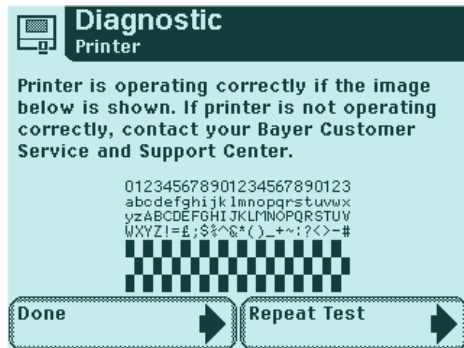 Diagnostic
Printer
Printer is operating correctly if the image
below is shown. If printer is not operating
correctly, contact your Bayer Customer
Service and Support Center.
012345678901234567890123
abcdefghijklmnopqrstuvwx
yzABCDEFGHIJKLMNOPQRSTUV
WXYZ!=£;$%^&*()_+~:?<>-#
Done
Repeat Test